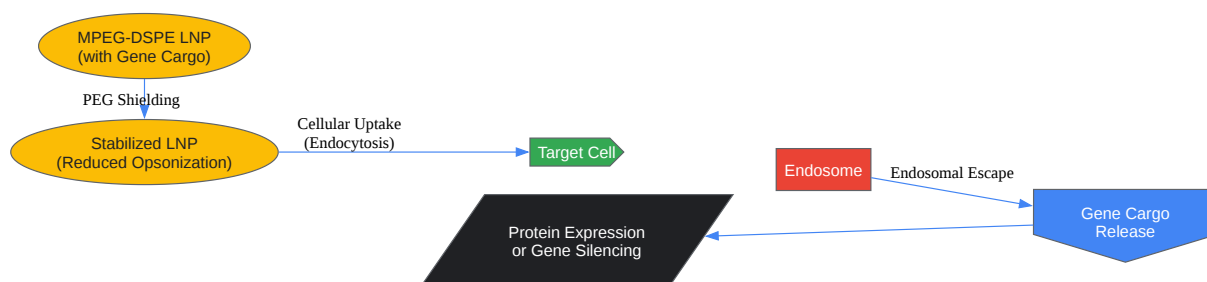 MPEG-DSPE LNP
(with Gene Cargo)
PEG Shielding
Stabilized LNP
(Reduced Opsonization)
Cellular Uptake
(Endocytosis)
Target Cell
Endosome
Endosomal Escape
Gene Cargo
Release
Protein Expression
or Gene Silencing